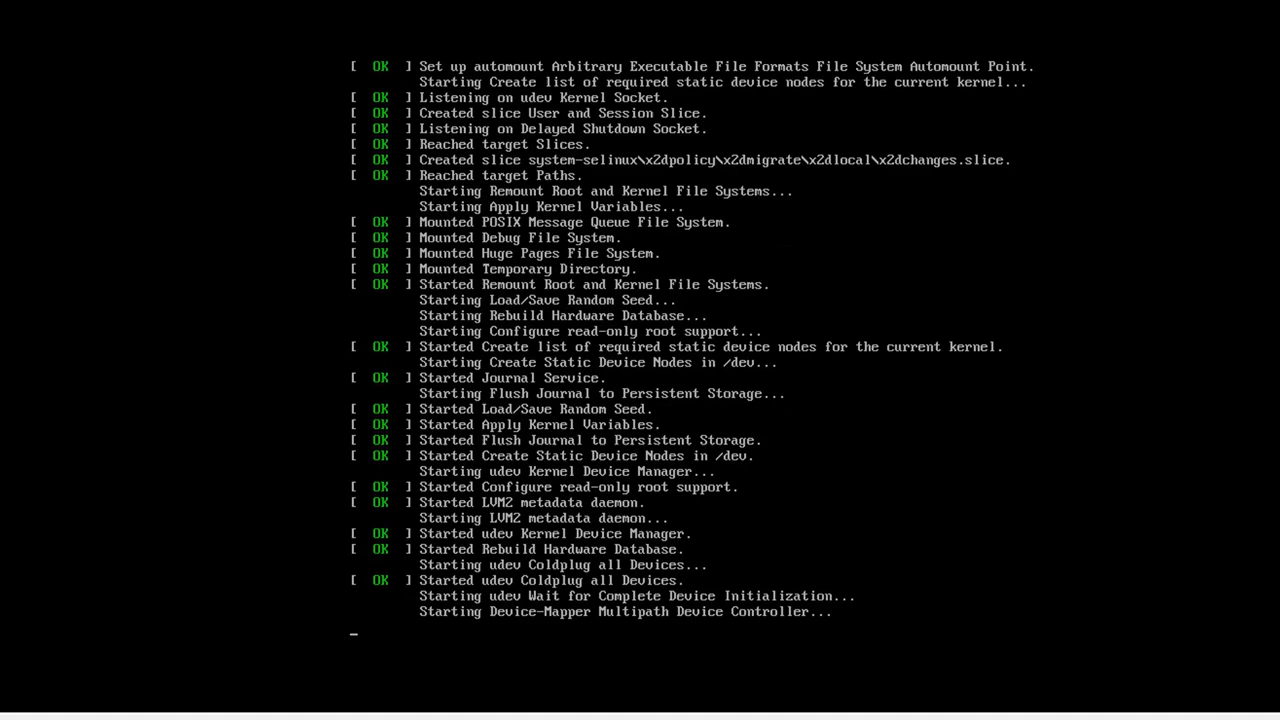 [  OK  ] Set up automount Arbitrary Executable File Formats File System Automount Point.
Starting Create list of required static device nodes for the current kernel...
[  OK  ] Listening on udev Kernel Socket.
[  OK  ] Created slice User and Session Slice.
[  OK  ] Listening on Delayed Shutdown Socket.
[  OK  ] Reached target Slices.
[  OK  ] Created slice system-selinux\x2dpolicy\x2dmigrate\x2dlocal\x2dchanges.slice.
[  OK  ] Reached target Paths.
Starting Remount Root and Kernel File Systems...
Starting Apply Kernel Variables...
[  OK  ] Mounted POSIX Message Queue File System.
[  OK  ] Mounted Debug File System.
[  OK  ] Mounted Huge Pages File System.
[  OK  ] Mounted Temporary Directory.
[  OK  ] Started Remount Root and Kernel File Systems.
Starting Load/Save Random Seed...
Starting Rebuild Hardware Database...
Starting Configure read-only root support...
[  OK  ] Started Create list of required static device nodes for the current kernel.
Starting Create Static Device Nodes in /dev...
[  OK  ] Started Journal Service.
Starting Flush Journal to Persistent Storage...
[  OK  ] Started Load/Save Random Seed.
[  OK  ] Started Apply Kernel Variables.
[  OK  ] Started Flush Journal to Persistent Storage.
[  OK  ] Started Create Static Device Nodes in /dev.
Starting udev Kernel Device Manager...
[  OK  ] Started Configure read-only root support.
[  OK  ] Started LVM2 metadata daemon.
Starting LVM2 metadata daemon...
[  OK  ] Started udev Kernel Device Manager.
[  OK  ] Started Rebuild Hardware Database.
Starting udev Coldplug all Devices...
[  OK  ] Started udev Coldplug all Devices.
Starting udev Wait for Complete Device Initialization...
Starting Device-Mapper Multipath Device Controller...
_